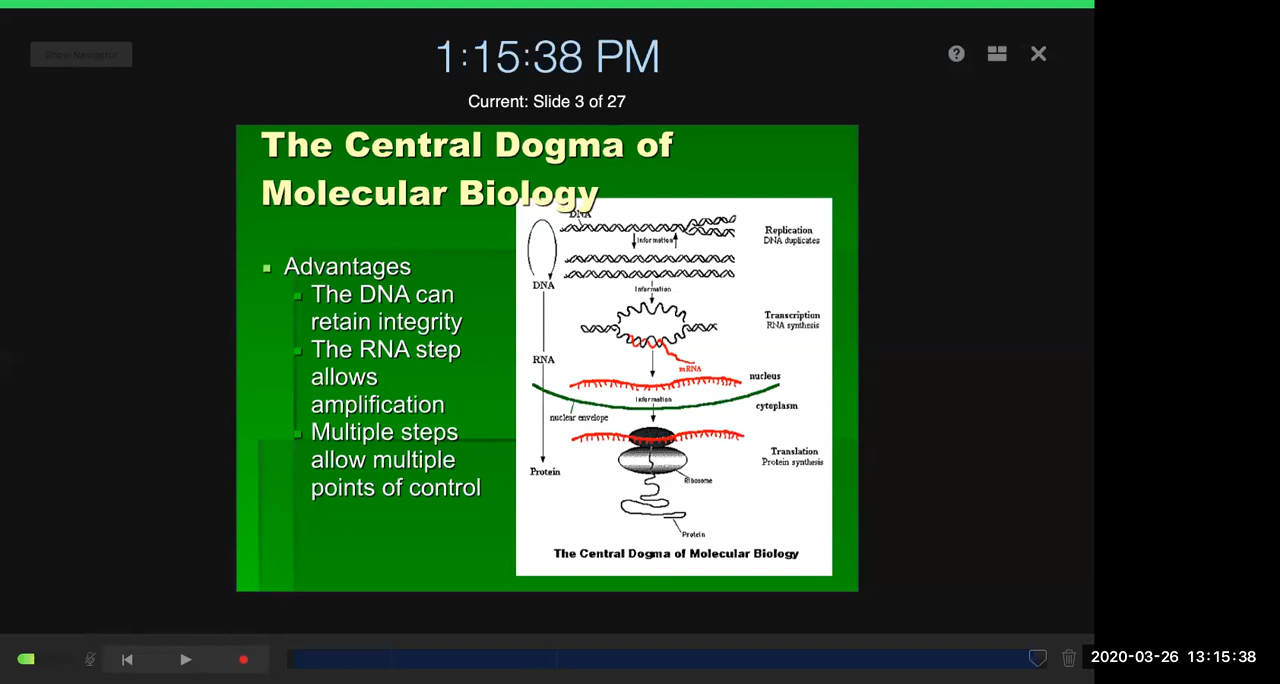 Show Navigator
1:15:38 PM
Current: Slide 3 of 27
The Central Dogma of
Molecular Biology
Advantages
The DNA can
retain integrity
The RNA step
allows
amplification
Multiple steps
allow multiple
points of control
DNA
Information
Replication
DNA duplicates
DNA
Information
Transcription
RNA synthesis
RNA
mRNA
nucleus
Information
cytoplasm
nuclear envelope
Translation
Protein synthesis
Protein
Ribosome
Protein
The Central Dogma of Molecular Biology
2020-03-26 13:15:38